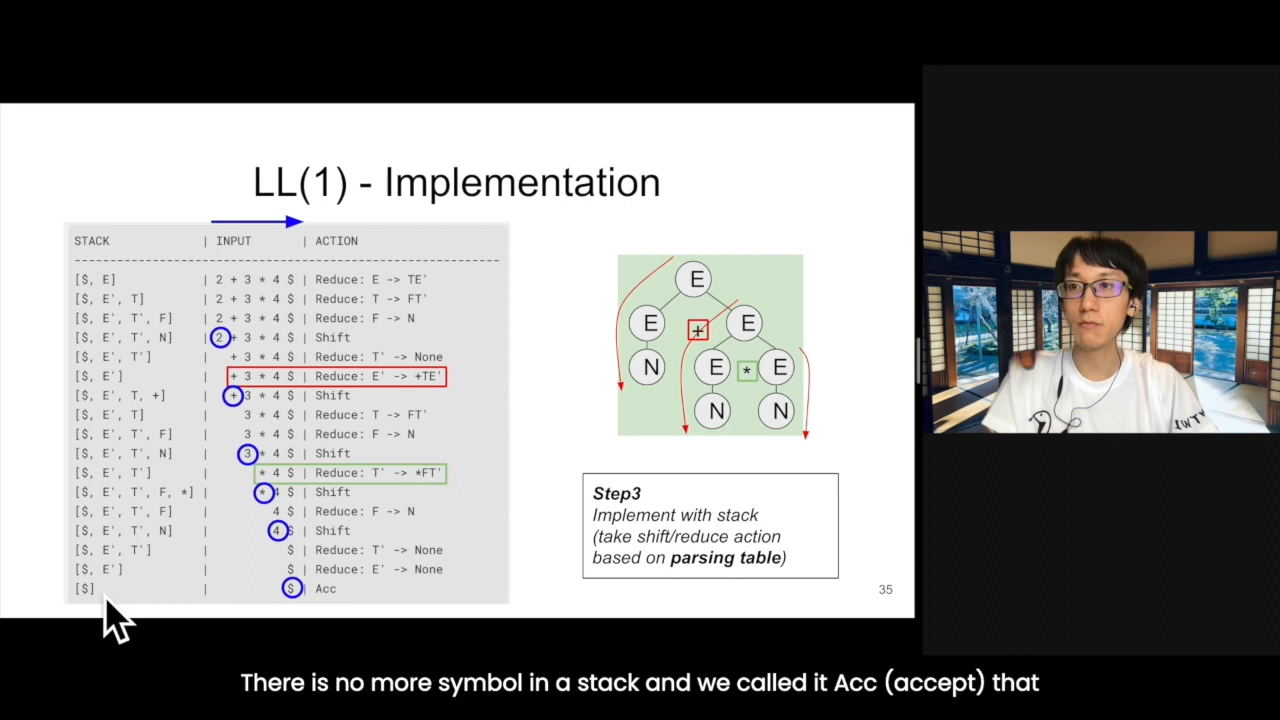 LL(1) - Implementation
STACK | INPUT | ACTION
------------------------------------------------------------
[$, E] | 2 + 3 * 4 $ | Reduce: E -> TE'
[$, E', T] | 2 + 3 * 4 $ | Reduce: T -> FT'
[$, E', T', F] | 2 + 3 * 4 $ | Reduce: F -> N
[$, E', T', N] | 2 + 3 * 4 $ | Shift
[$, E', T'] | + 3 * 4 $ | Reduce: T' -> None
[$, E'] | + 3 * 4 $ | Reduce: E' -> +TE'
[$, E', T, +] | + 3 * 4 $ | Shift
[$, E', T] | 3 * 4 $ | Reduce: T -> FT'
[$, E', T', F] | 3 * 4 $ | Reduce: F -> N
[$, E', T', N] | 3 * 4 $ | Shift
[$, E', T'] | * 4 $ | Reduce: T' -> *FT'
[$, E', T', F, *] | * 4 $ | Shift
[$, E', T', F] | 4 $ | Reduce: F -> N
[$, E', T', N] | 4 $ | Shift
[$, E', T'] | $ | Reduce: T' -> None
[$, E'] | $ | Reduce: E' -> None
[$] | $ | Acc
E
E + E
N E * E
N N
Step3
Implement with stack
(take shift/reduce action
based on parsing table)
35
There is no more symbol in a stack and we called it Acc (accept) that